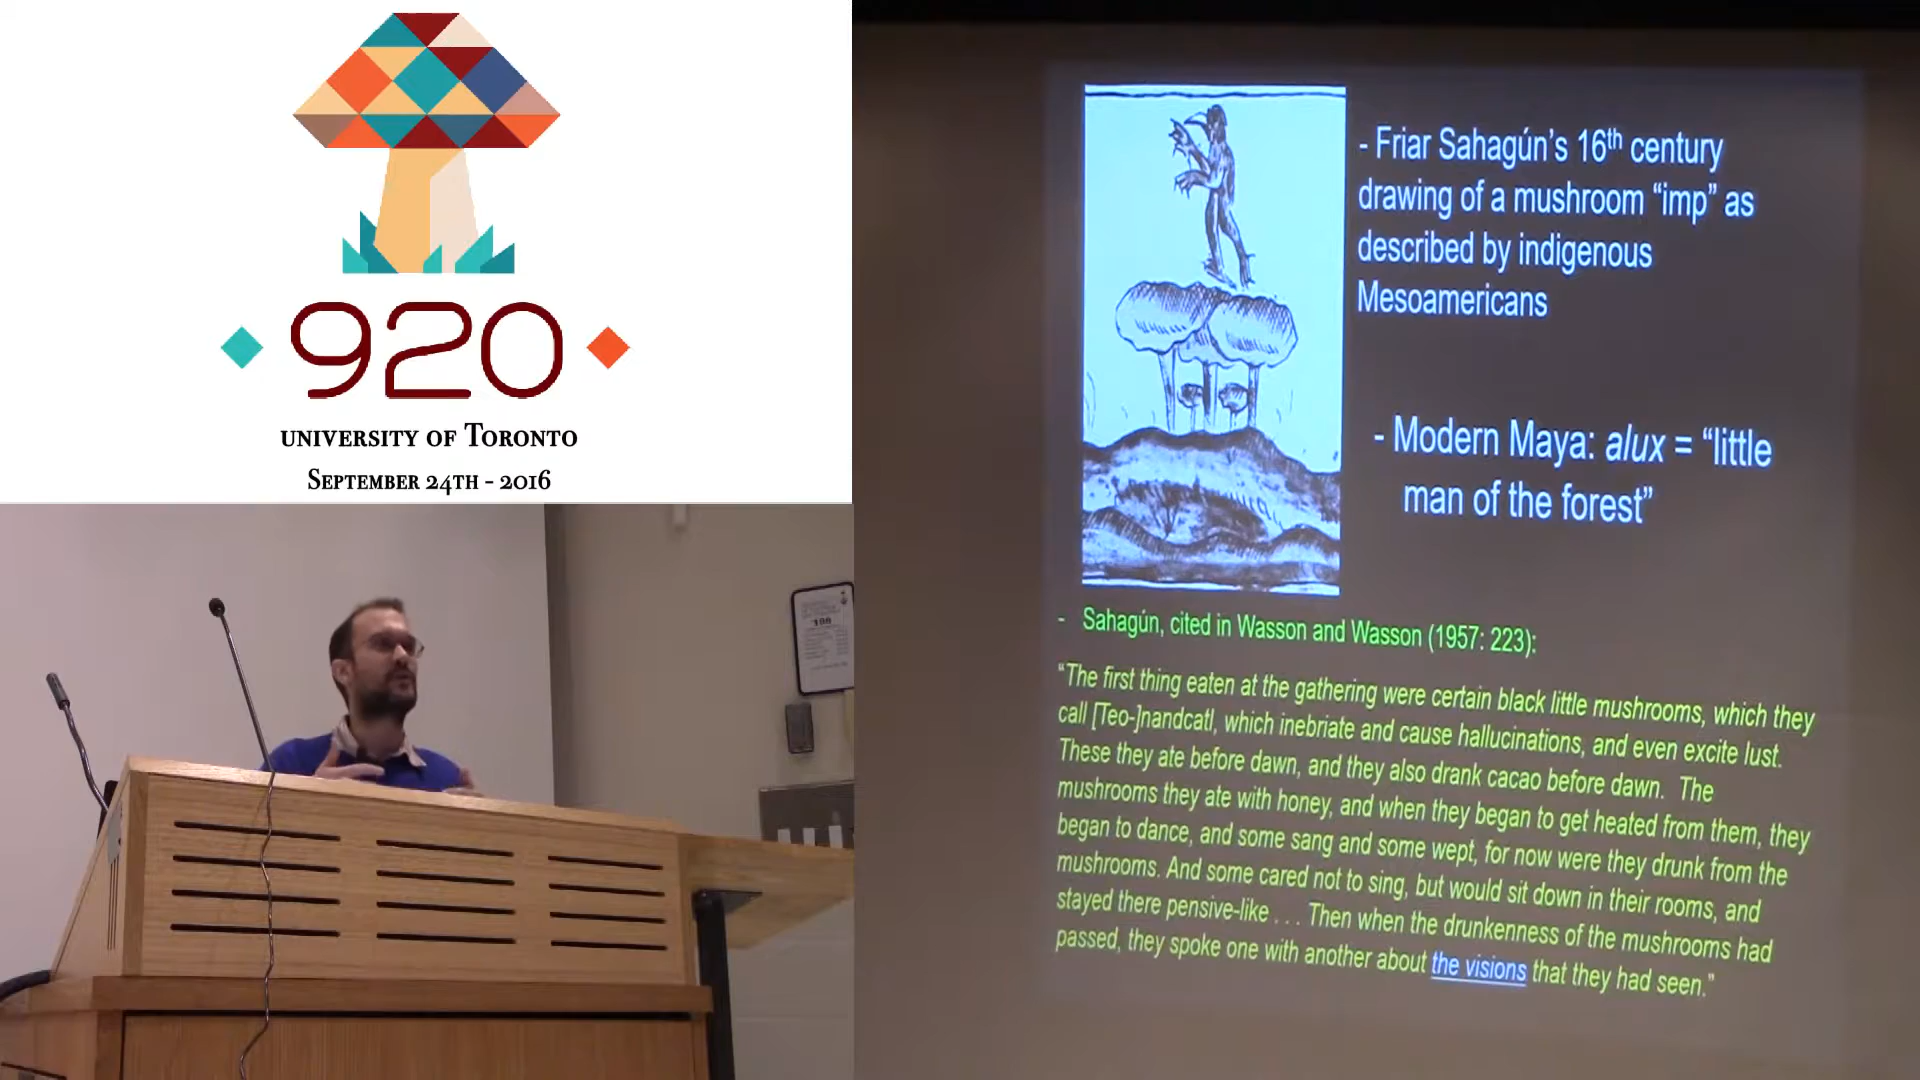 920
UNIVERSITY OF TORONTO
SEPTEMBER 24TH - 2016
- Friar Sahagún's 16th century
drawing of a mushroom “imp” as
described by indigenous
Mesoamericans
- Modern Maya: alux = “little
man of the forest”
- Sahagún, cited in Wasson and Wasson (1957: 223):
“The first thing eaten at the gathering were certain black little mushrooms, which they
call [Teo-]nandcatl, which inebriate and cause hallucinations, and even excite lust.
These they ate before dawn, and they also drank cacao before dawn. The
mushrooms they ate with honey, and when they began to get heated from them, they
began to dance, and some sang and some wept, for now were they drunk from the
mushrooms. And some cared not to sing, but would sit down in their rooms, and
stayed there pensive-like . . . Then when the drunkenness of the mushrooms had
passed, they spoke one with another about the visions that they had seen.”